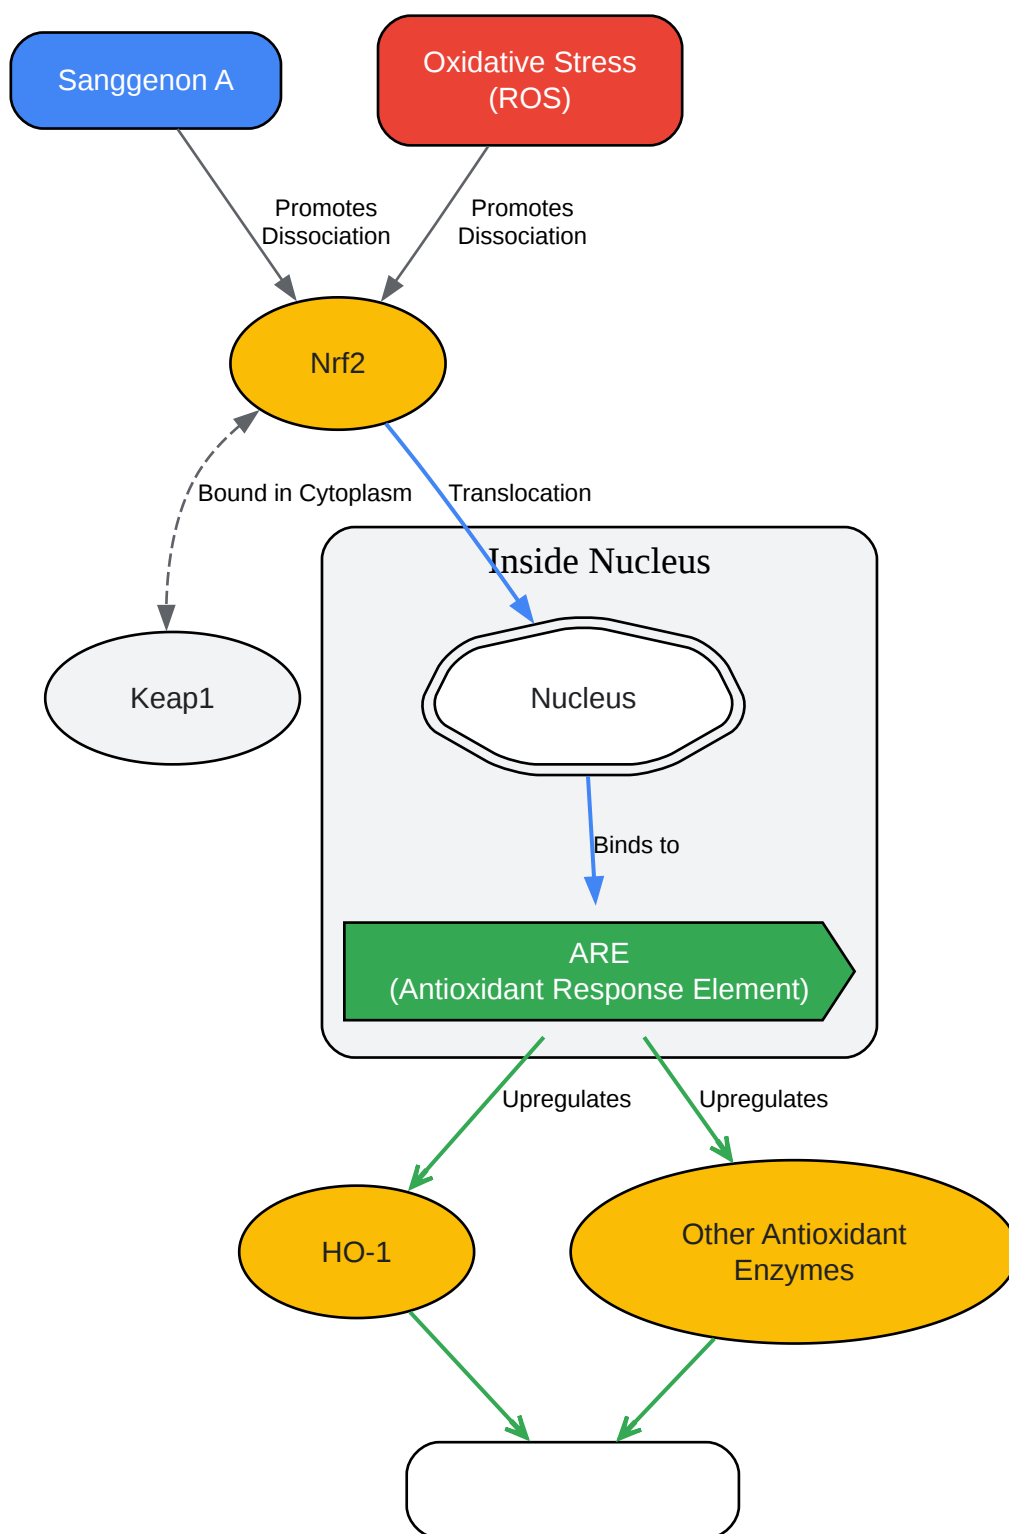 Sanggenon A
Oxidative Stress
(ROS)
Promotes
Dissociation
Promotes
Dissociation
Nrf2
Bound in Cytoplasm
Translocation
Inside Nucleus
Keap1
Nucleus
Binds to
ARE
(Antioxidant Response Element)
Upregulates
Upregulates
HO-1
Other Antioxidant
Enzymes